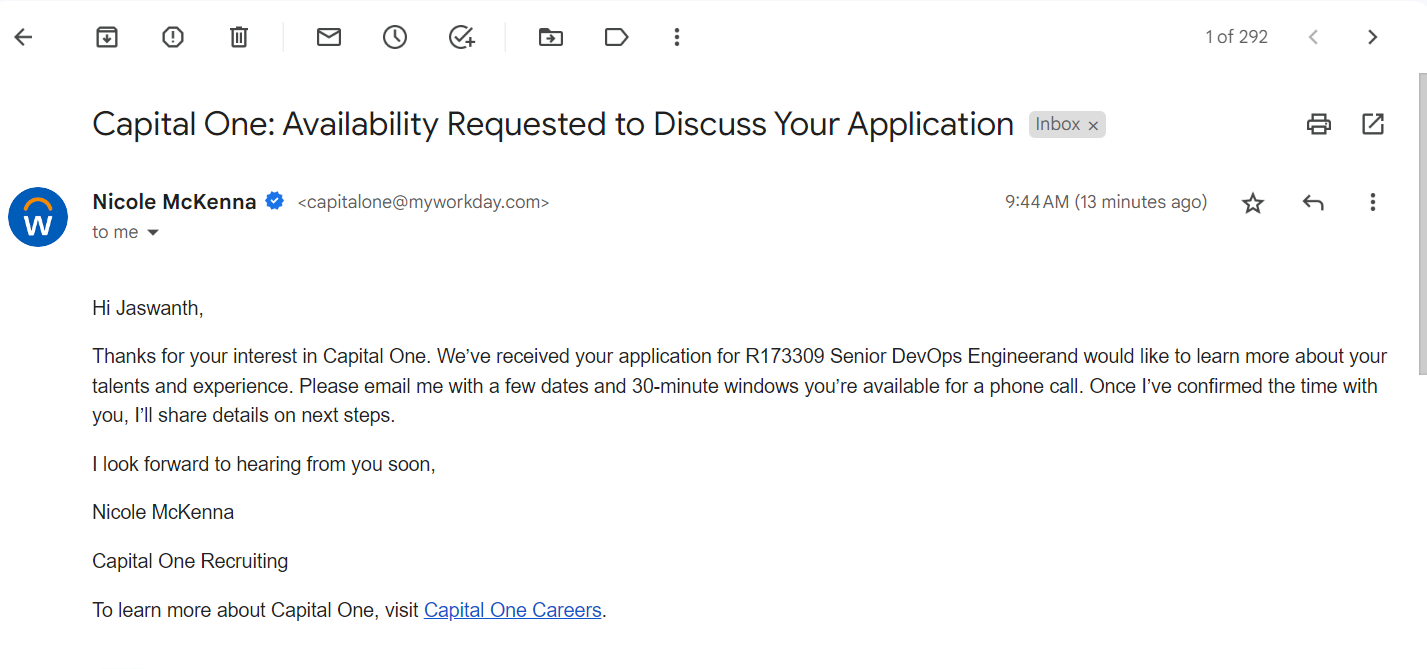 1 of 292
Capital One: Availability Requested to Discuss Your Application Inbox ×
W
Nicole McKenna <capitalone@myworkday.com> 9:44 AM (13 minutes ago)
to me
Hi Jaswanth,
Thanks for your interest in Capital One. We’ve received your application for R173309 Senior DevOps Engineerand would like to learn more about your
talents and experience. Please email me with a few dates and 30-minute windows you’re available for a phone call. Once I’ve confirmed the time with
you, I’ll share details on next steps.
I look forward to hearing from you soon,
Nicole McKenna
Capital One Recruiting
To learn more about Capital One, visit Capital One Careers.